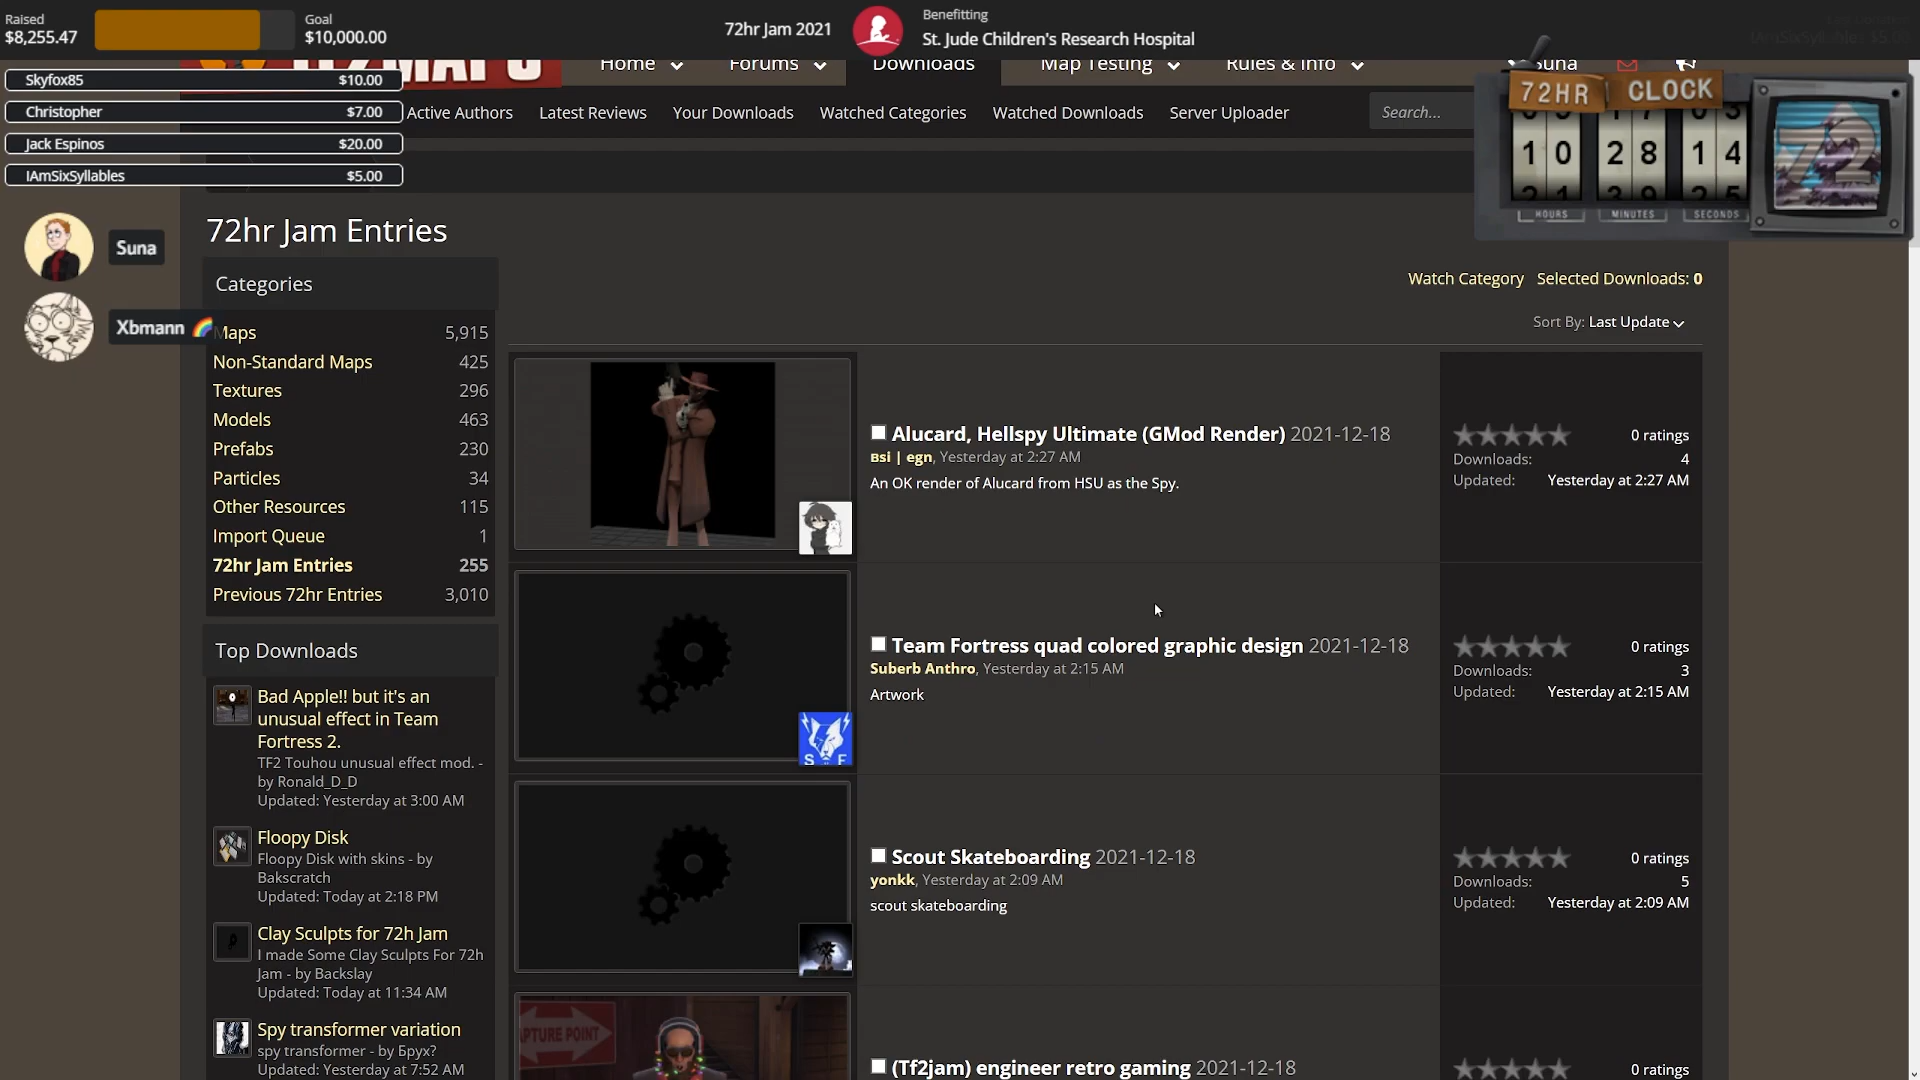 Raised
$8,255.47
Goal
$10,000.00
72hr Jam 2021
Benefitting
St. Jude Children's Research Hospital
Skyfox85 $10.00
Christopher $7.00
Jack Espinos $20.00
IAmSixSyllables $5.00
Home
Forums
Downloads
Map Testing
Rules & Info
Suna
Active Authors
Latest Reviews
Your Downloads
Watched Categories
Watched Downloads
Server Uploader
Search...
72HR CLOCK
10 28 14
HOURS MINUTES SECONDS
72
Suna
Xbmann
72hr Jam Entries
Watch Category
Selected Downloads: 0
Sort By: Last Update
Categories
Maps 5,915
Non-Standard Maps 425
Textures 296
Models 463
Prefabs 230
Particles 34
Other Resources 115
Import Queue 1
72hr Jam Entries 255
Previous 72hr Entries 3,010
Top Downloads
Bad Apple!! but it's an
unusual effect in Team
Fortress 2.
TF2 Touhou unusual effect mod. -
by Ronald_D_D
Updated: Yesterday at 3:00 AM
Floopy Disk
Floopy Disk with skins - by
Bakscratch
Updated: Today at 2:18 PM
Clay Sculpts for 72h Jam
I made Some Clay Sculpts For 72h
Jam - by Backslay
Updated: Today at 11:34 AM
Spy transformer variation
spy transformer - by Брух?
Updated: Yesterday at 7:52 AM
Alucard, Hellspy Ultimate (GMod Render) 2021-12-18
Bsi | egn, Yesterday at 2:27 AM
An OK render of Alucard from HSU as the Spy.
0 ratings
Downloads: 4
Updated: Yesterday at 2:27 AM
Team Fortress quad colored graphic design 2021-12-18
Suberb Anthro, Yesterday at 2:15 AM
Artwork
S F
0 ratings
Downloads: 3
Updated: Yesterday at 2:15 AM
Scout Skateboarding 2021-12-18
yonkk, Yesterday at 2:09 AM
scout skateboarding
0 ratings
Downloads: 5
Updated: Yesterday at 2:09 AM
(Tf2jam) engineer retro gaming 2021-12-18
0 ratings